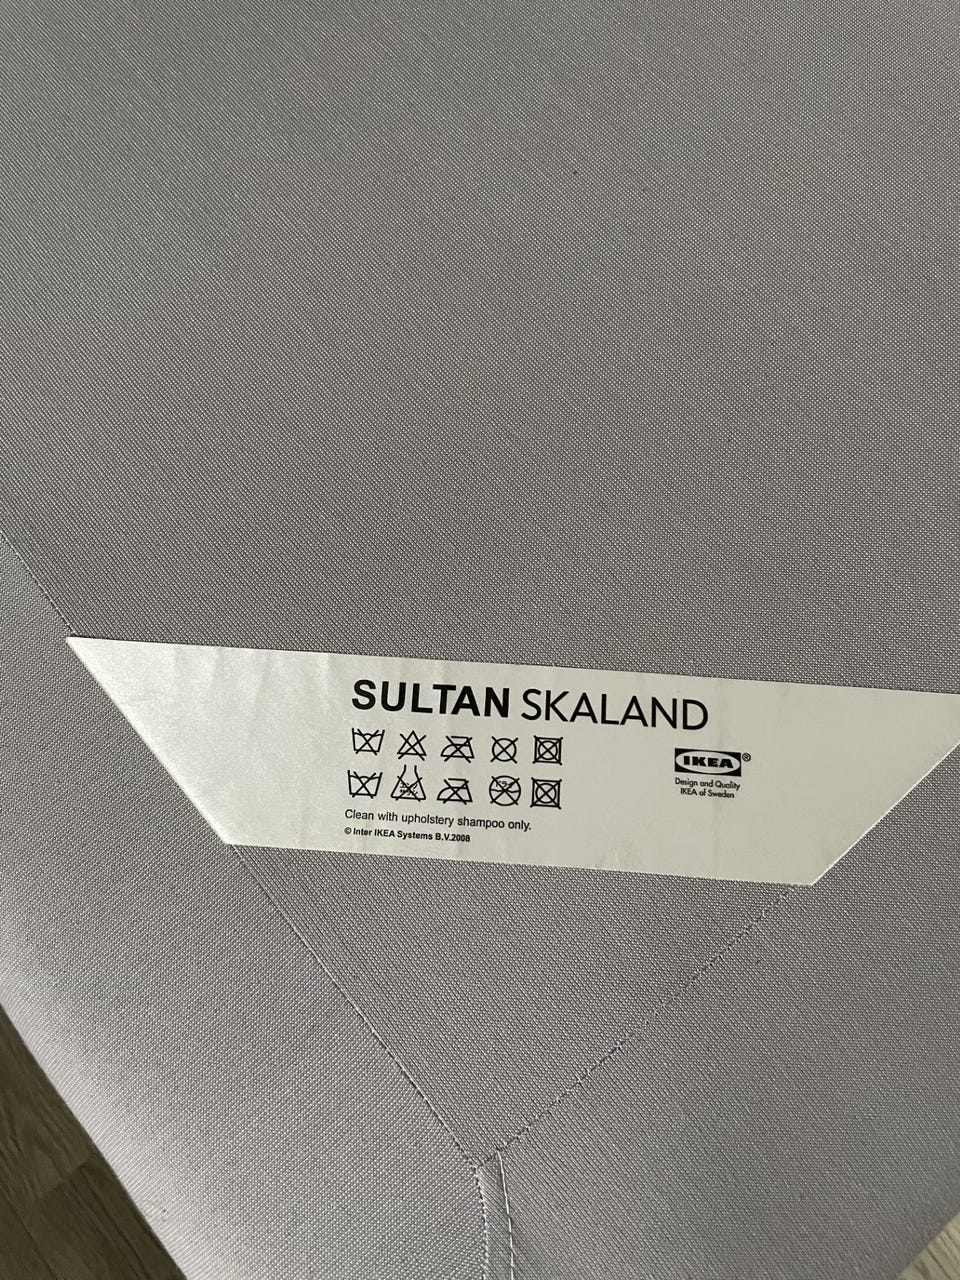 SULTAN SKALAND
IKEA®
Design and Quality
IKEA of Sweden
Clean with upholstery shampoo only.
© Inter IKEA Systems B.V.2008